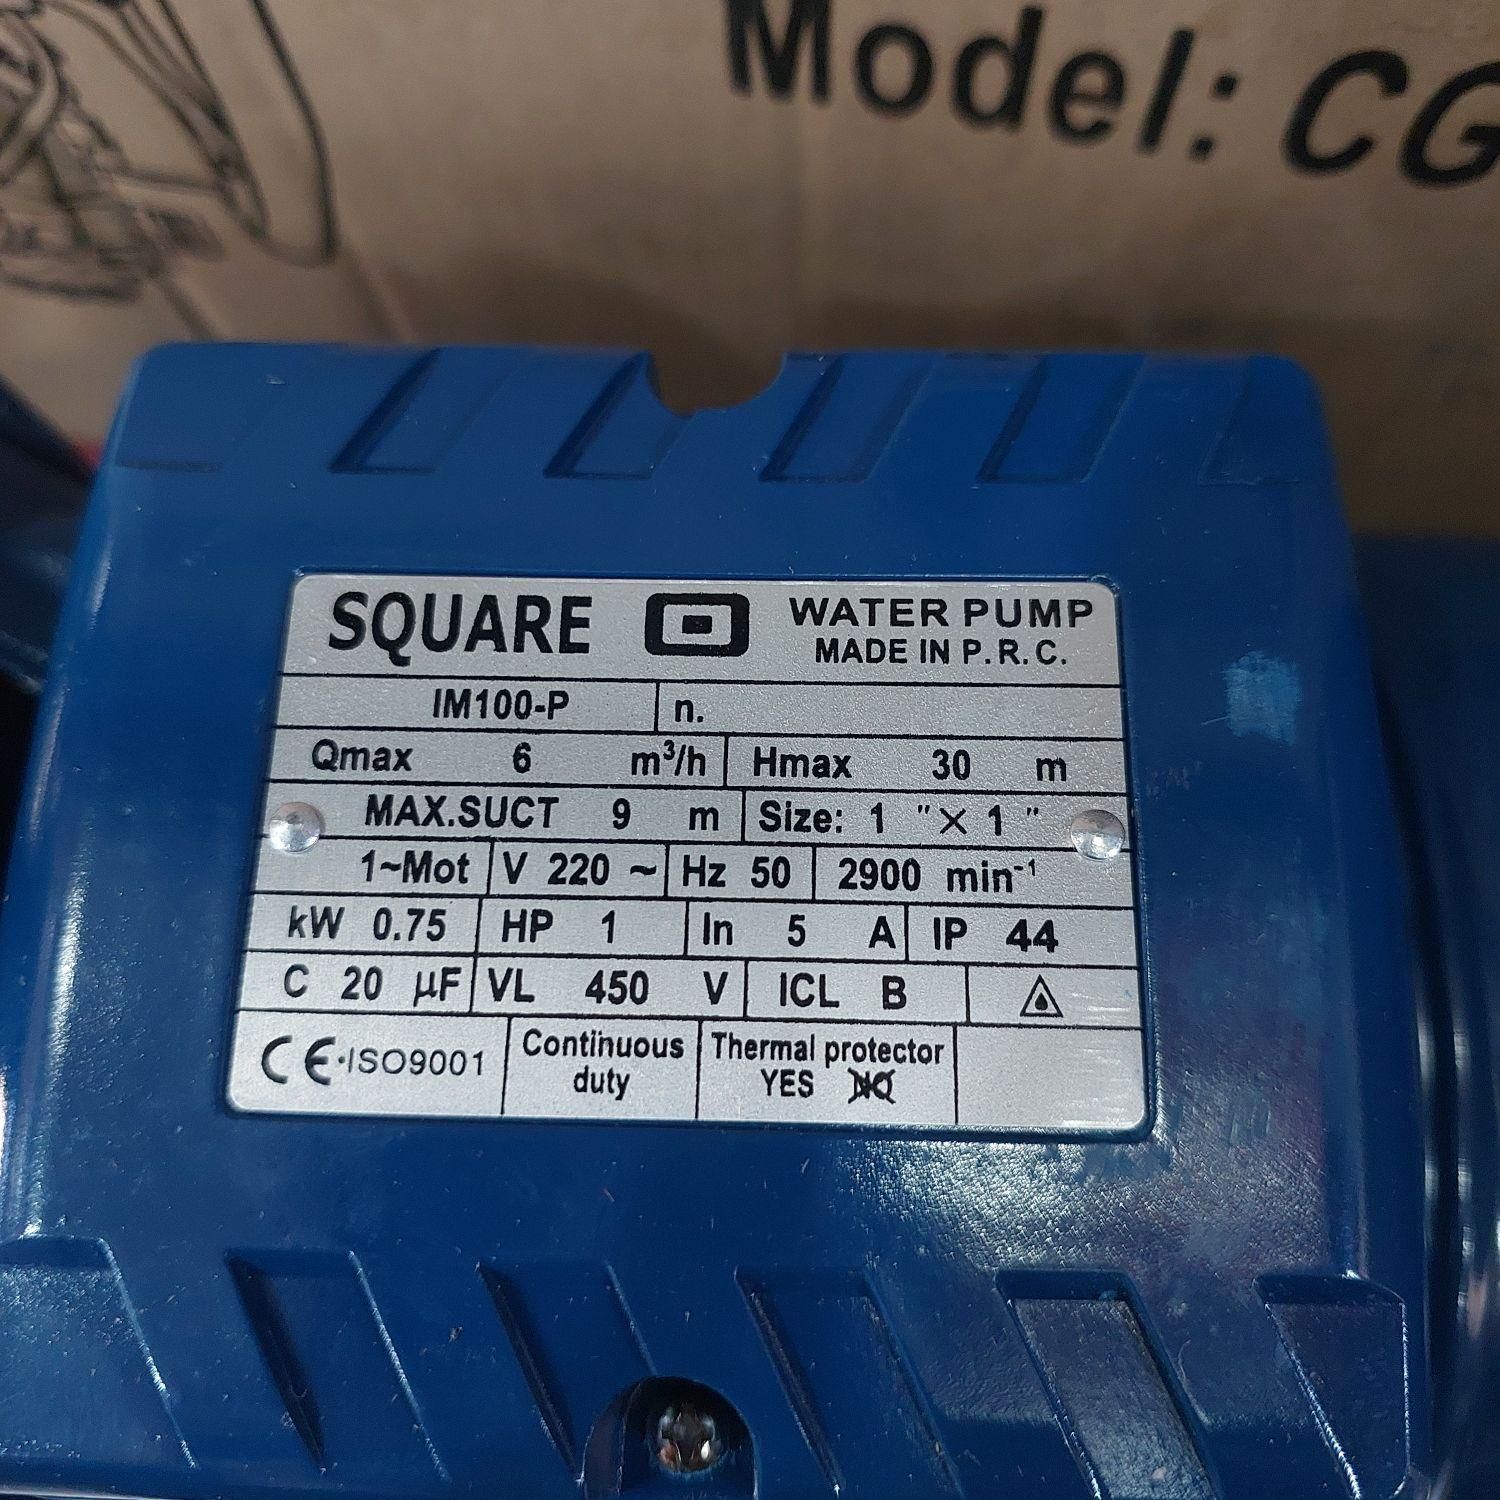 Model: CG
SQUARE WATER PUMP
MADE IN P.R.C.
IM100-P n.
Qmax 6 m³/h Hmax 30 m
MAX.SUCT 9 m Size: 1 "×1 "
1~Mot V 220 ~ Hz 50 2900 min⁻¹
kW 0.75 HP 1 In 5 A IP 44
C 20 µF VL 450 V ICL B
CE·ISO9001 Continuous duty Thermal protector
YES NO